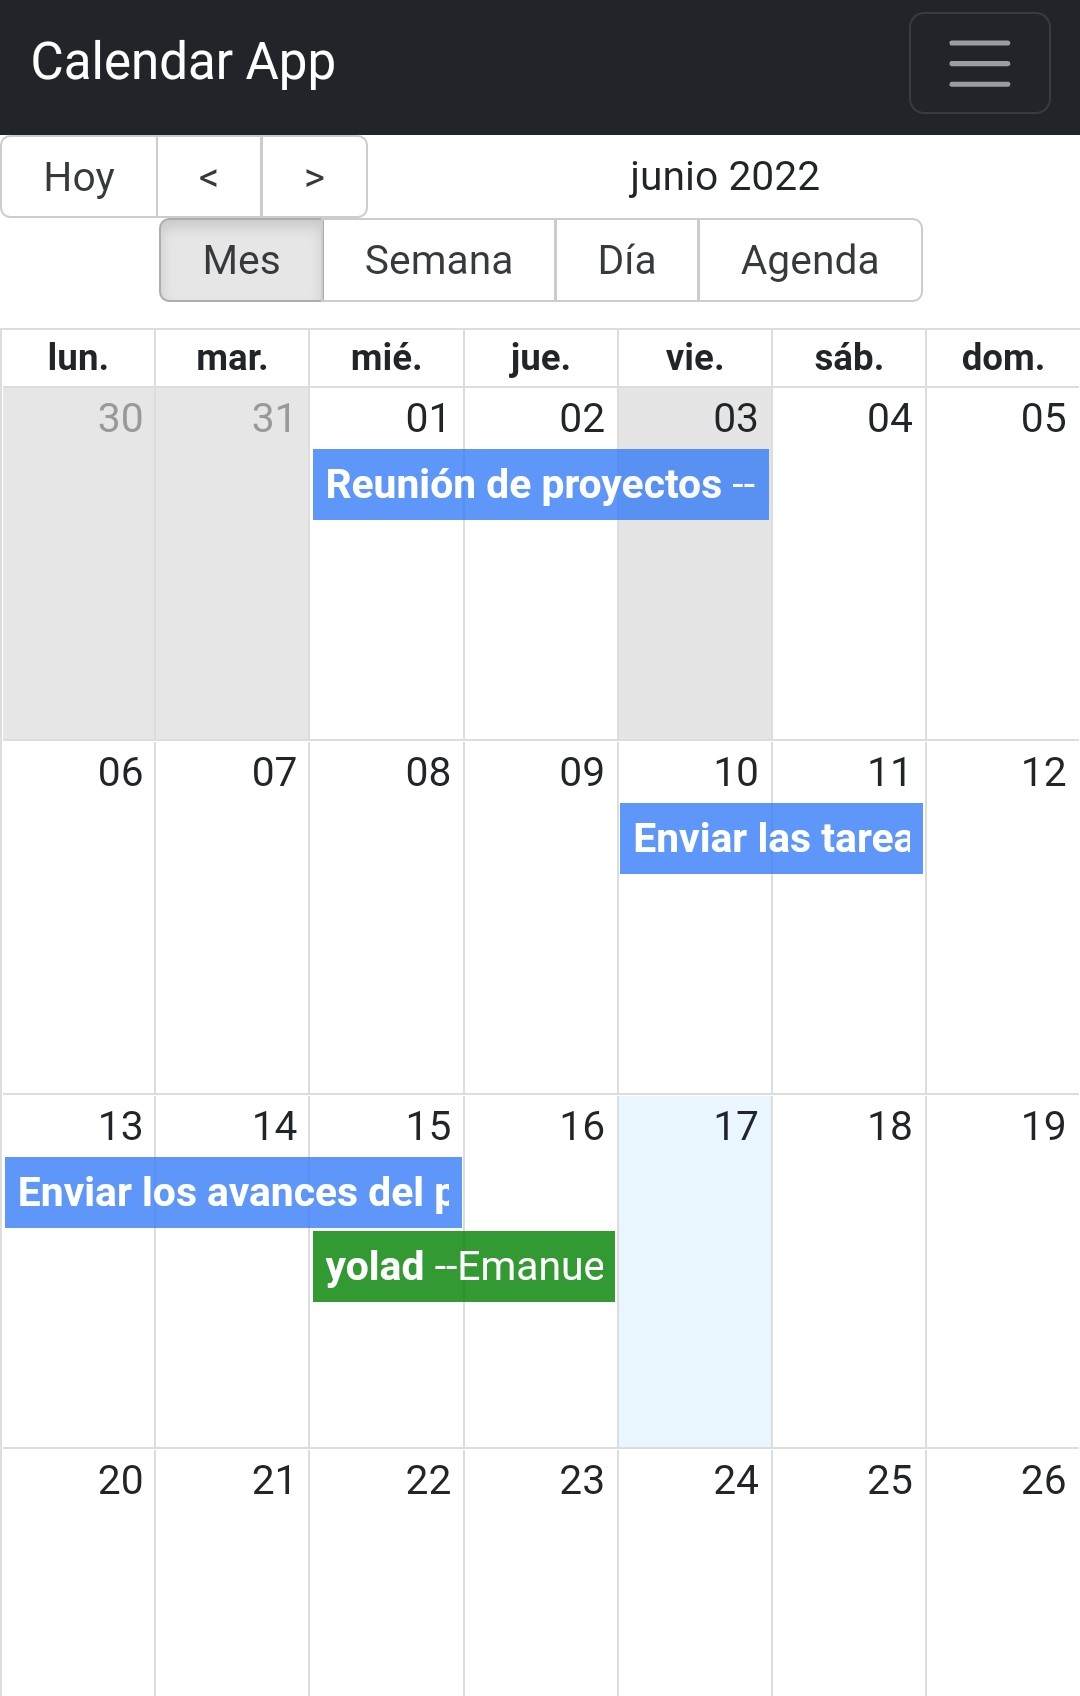 Calendar App
Hoy < > junio 2022
Mes Semana Día Agenda
lun. mar. mié. jue. vie. sáb. dom.
30 31 01 02 03 04 05
Reunión de proyectos --
06 07 08 09 10 11 12
Enviar las tarea
13 14 15 16 17 18 19
Enviar los avances del p
yolad --Emanue
20 21 22 23 24 25 26